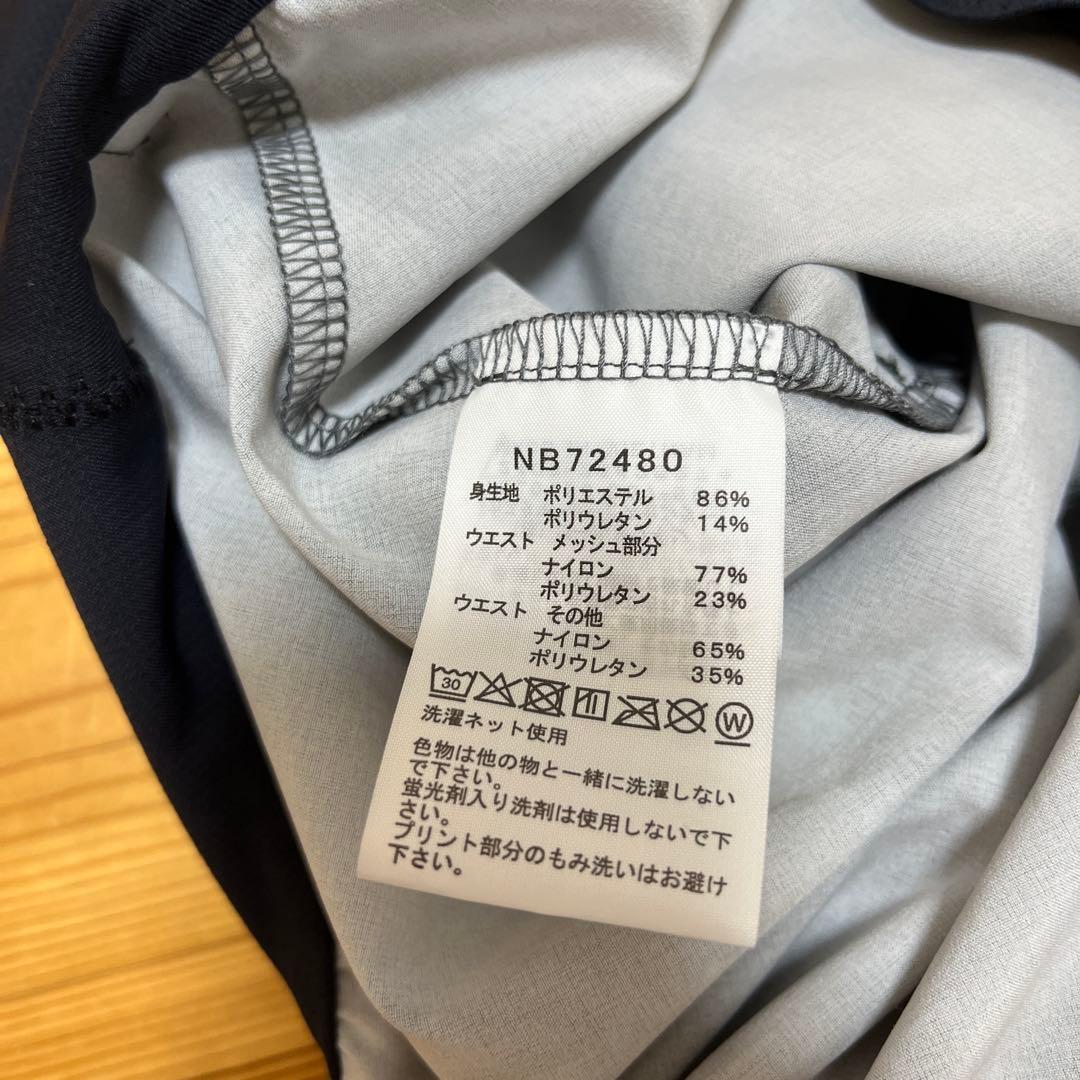 NB72480
身生地 ポリエステル 86%
ポリウレタン 14%
ウエスト メッシュ部分
ナイロン 77%
ポリウレタン 23%
ウエスト その他
ナイロン 65%
ポリウレタン 35%
30 W
洗濯ネット使用
色物は他の物と一緒に洗濯しない
で下さい。
蛍光剤入り洗剤は使用しないで下
さい。
プリント部分のもみ洗いはお避け
下さい。